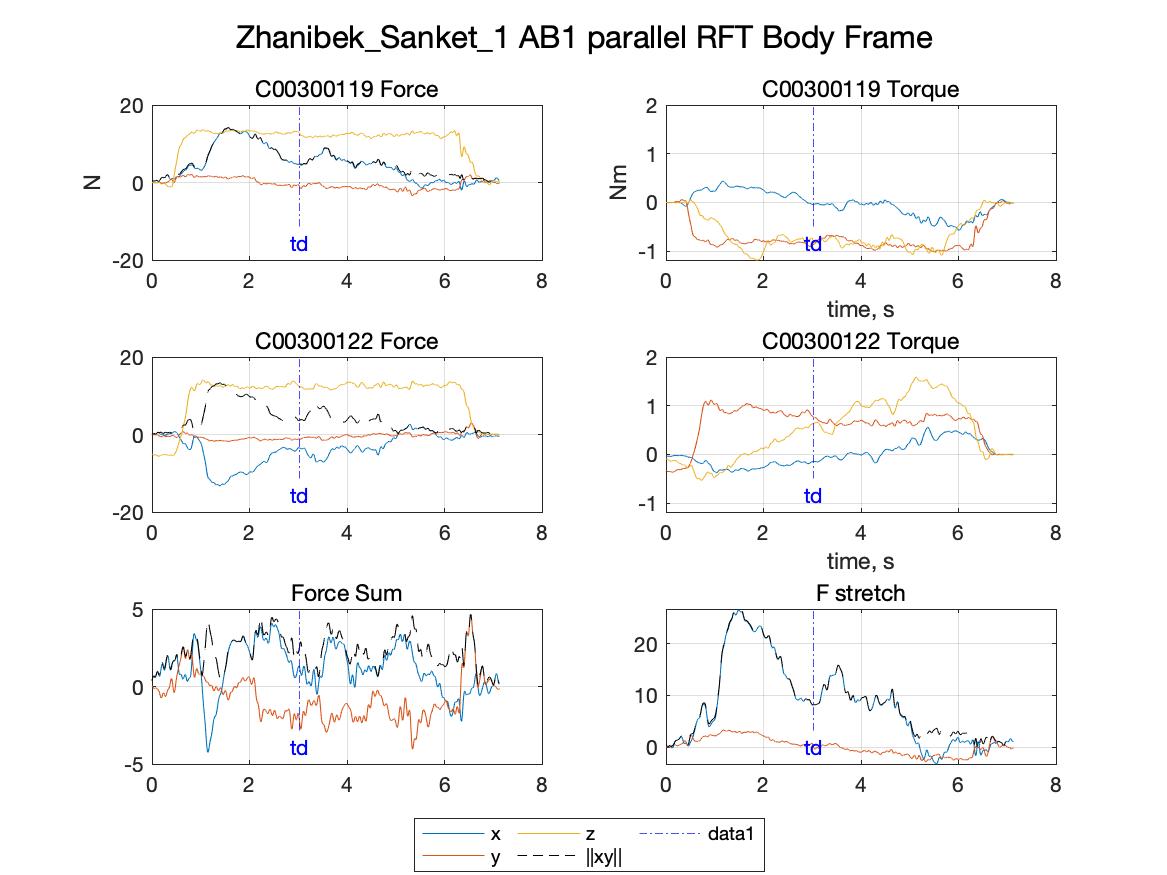 Zhanibek_Sanket_1 AB1 parallel RFT Body Frame
C00300119 Force
20
0
-20
N
td
0 2 4 6 8
C00300119 Torque
2
1
0
-1
Nm
td
0 2 4 6 8
time, s
C00300122 Force
20
0
-20
td
0 2 4 6 8
C00300122 Torque
2
1
0
-1
td
0 2 4 6 8
time, s
Force Sum
5
0
-5
td
0 2 4 6 8
F stretch
20
10
0
td
0 2 4 6 8
x z data1
y ||xy||